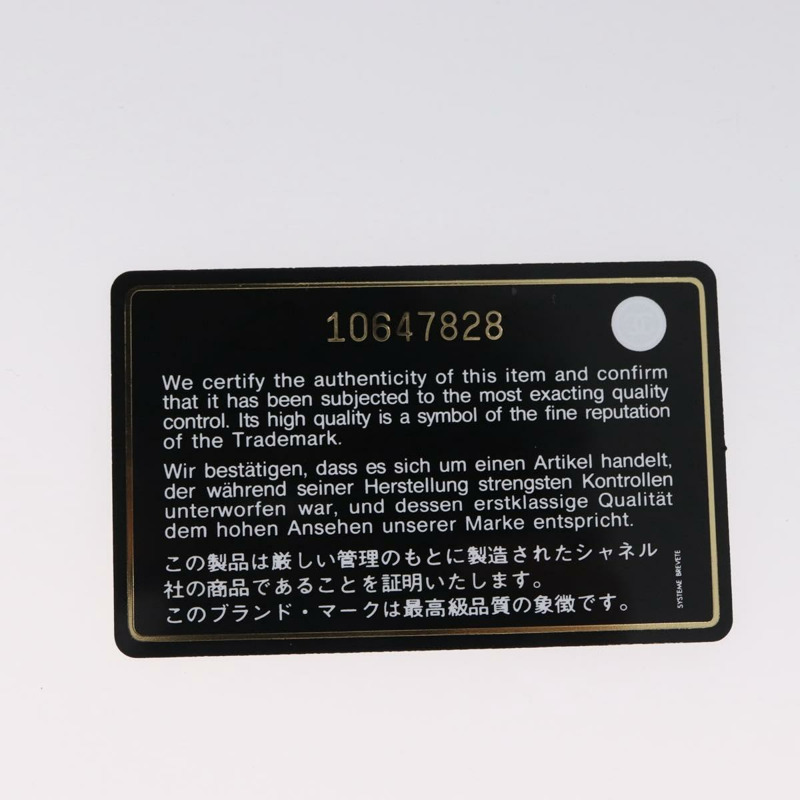 10647828
We certify the authenticity of this item and confirm
that it has been subjected to the most exacting quality
control. Its high quality is a symbol of the fine reputation
of the Trademark.
Wir bestätigen, dass es sich um einen Artikel handelt,
der während seiner Herstellung strengsten Kontrollen
unterworfen war, und dessen erstklassige Qualität
dem hohen Ansehen unserer Marke entspricht.
この製品は厳しい管理のもとに製造されたシャネル
社の商品であることを証明いたします。
このブランド・マークは最高級品質の象徴です。
SYSTEME BREVETE